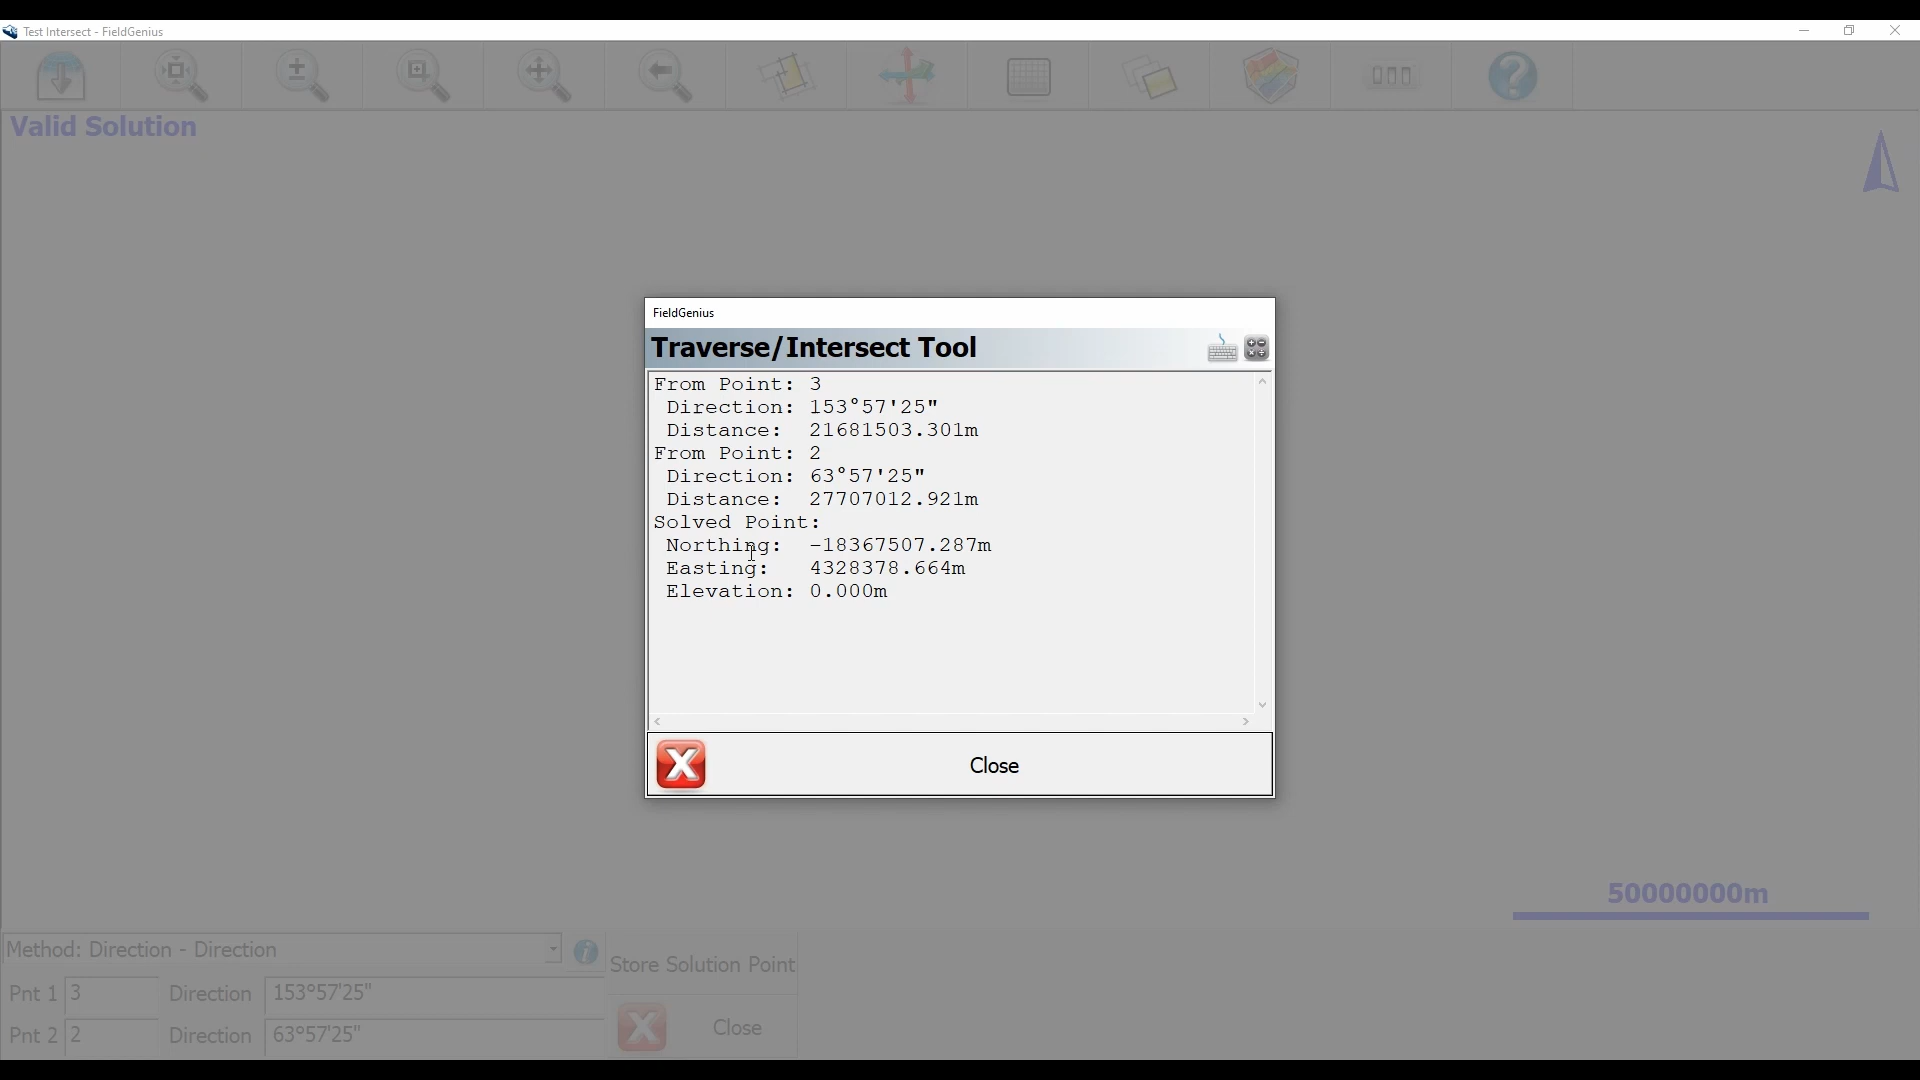 Test Intersect - FieldGenius
Valid Solution
FieldGenius
Traverse/Intersect Tool
From Point: 3
Direction: 153°57'25"
Distance: 21681503.301m
From Point: 2
Direction: 63°57'25"
Distance: 27707012.921m
Solved Point:
Northing: -18367507.287m
Easting: 4328378.664m
Elevation: 0.000m
Close
50000000m
Method: Direction - Direction
Store Solution Point
Pnt 1 3 Direction 153°57'25"
Pnt 2 2 Direction 63°57'25"
Close